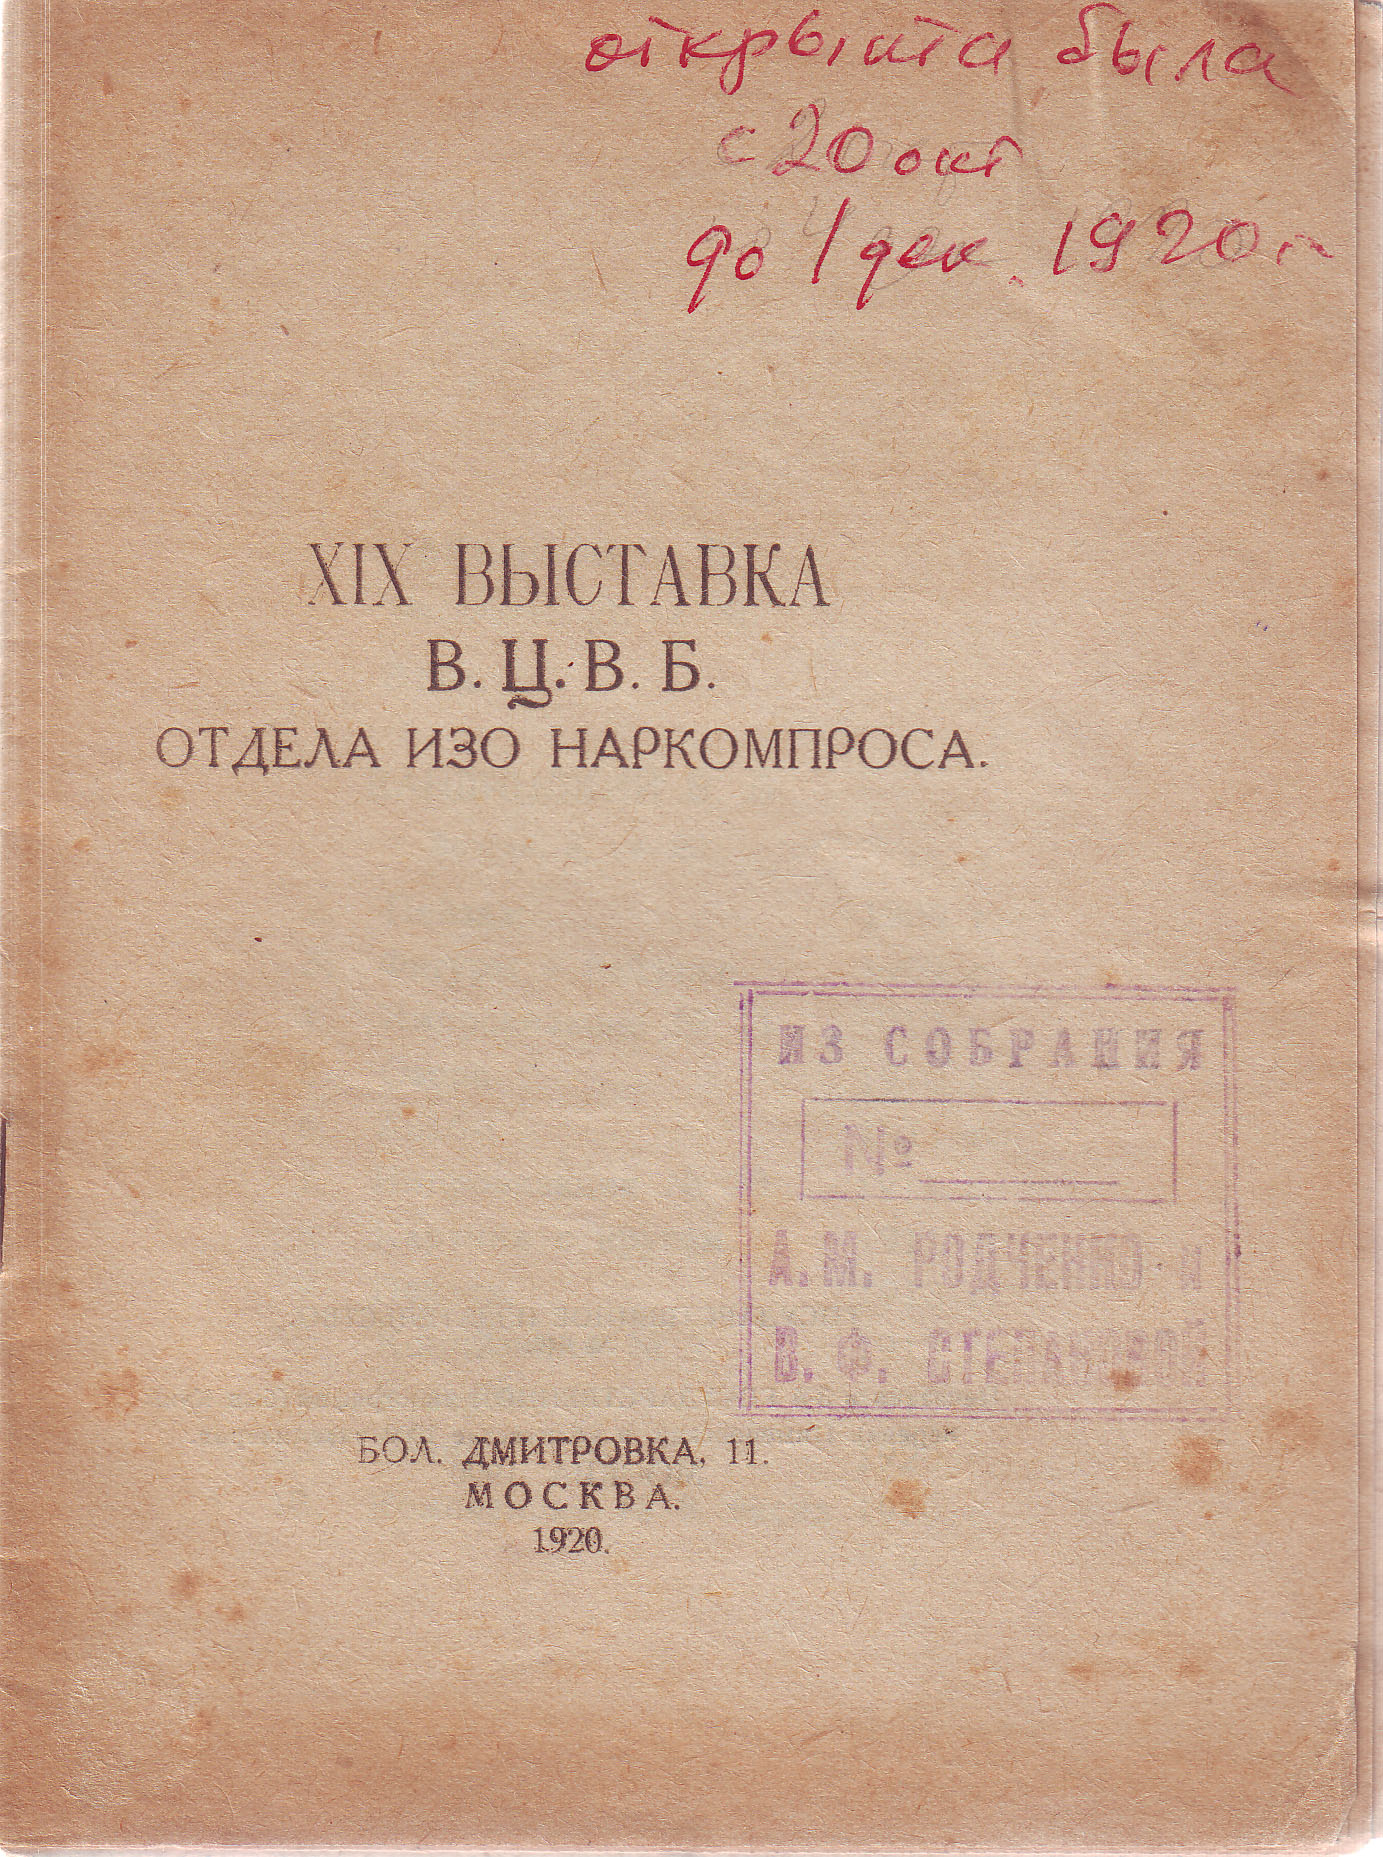 открыта была
с 20 окт
до 1 дек. 1920 г.
XIX ВЫСТАВКА
В. Ц. В. Б.
ОТДЕЛА ИЗО НАРКОМПРОСА.
ИЗ СОБРАНИЯ
№
А. М. РОДЧЕНКО и
В. Ф. СТЕПАНОВОЙ
БОЛ. ДМИТРОВКА, 11.
МОСКВА.
1920.